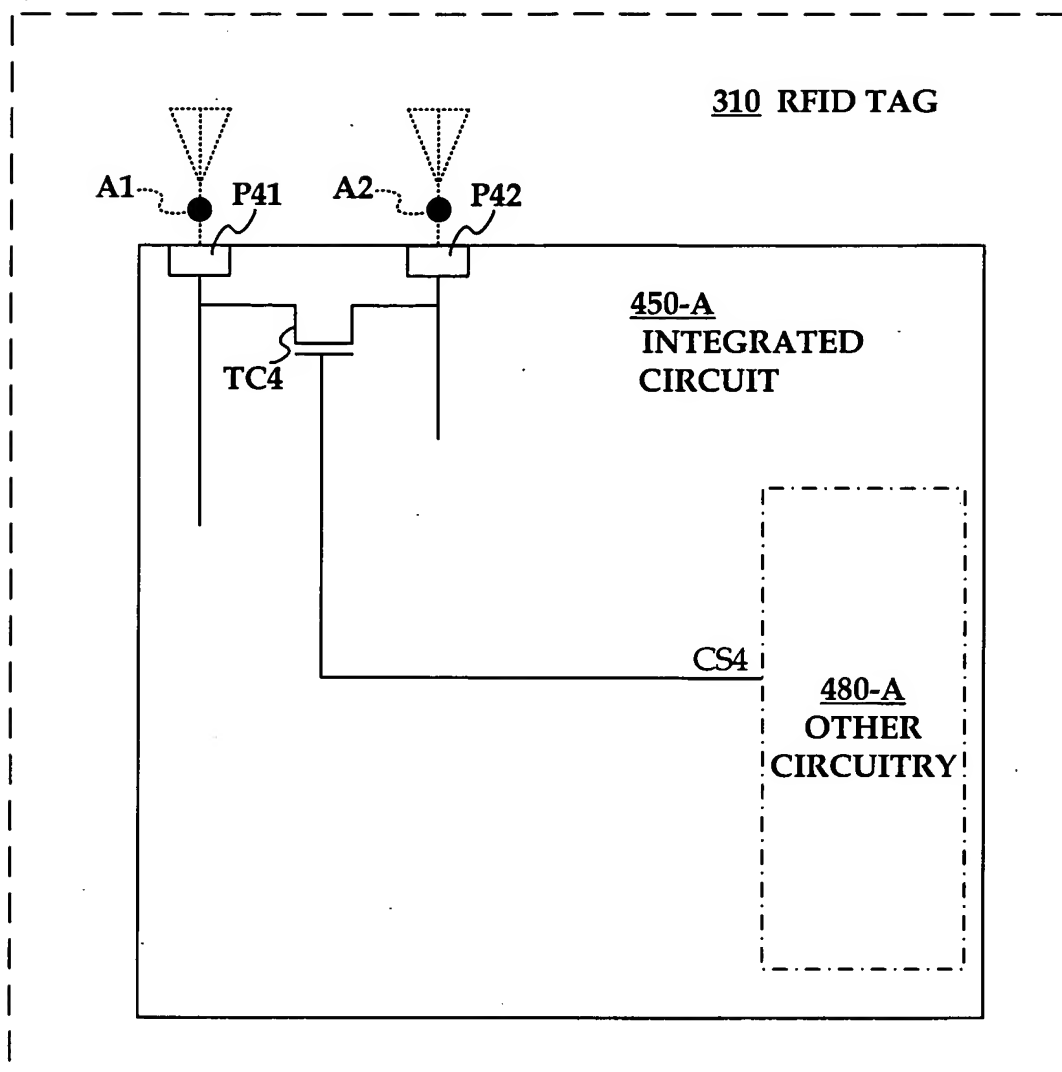 310 RFID TAG
A1
P41
A2
P42
450-A
INTEGRATED
CIRCUIT
TC4
CS4
480-A
OTHER
CIRCUITRY